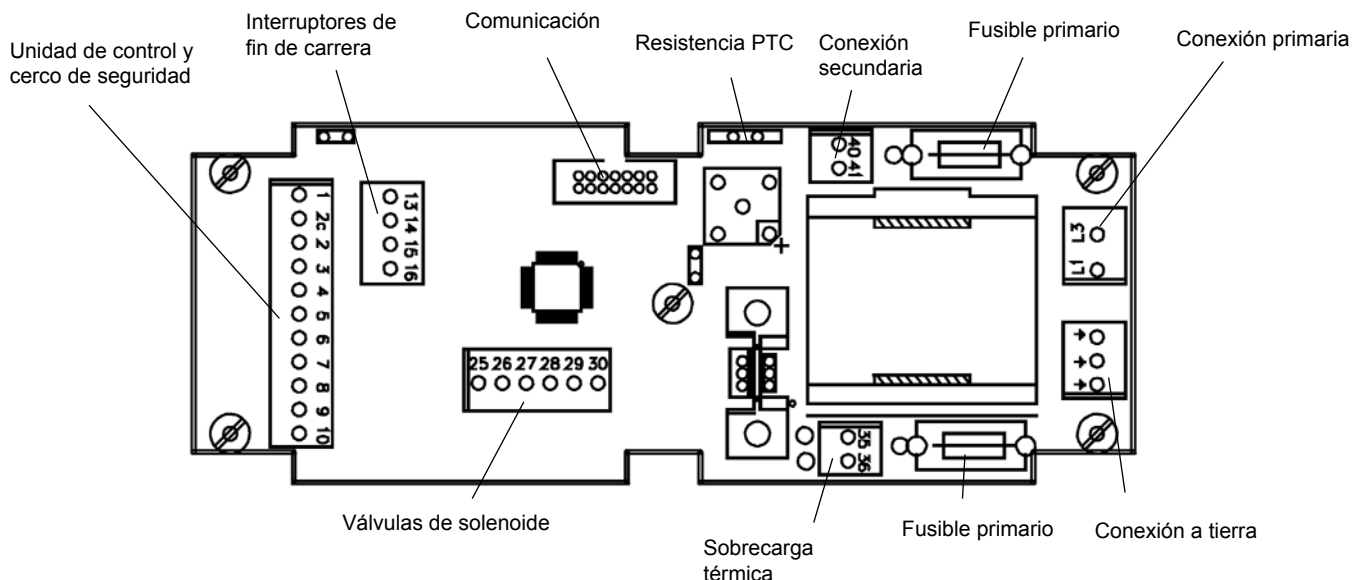 Unidad de control y
cerco de seguridad
Interruptores de
fin de carrera
Comunicación
Resistencia PTC
Conexión
secundaria
Fusible primario
Conexión primaria
1
2c
2
3
4
5
6
7
8
9
10
13
14
15
16
40
41
L3
L1
+
25 26 27 28 29 30
35
36
Válvulas de solenoide
Sobrecarga
térmica
Fusible primario
Conexión a tierra